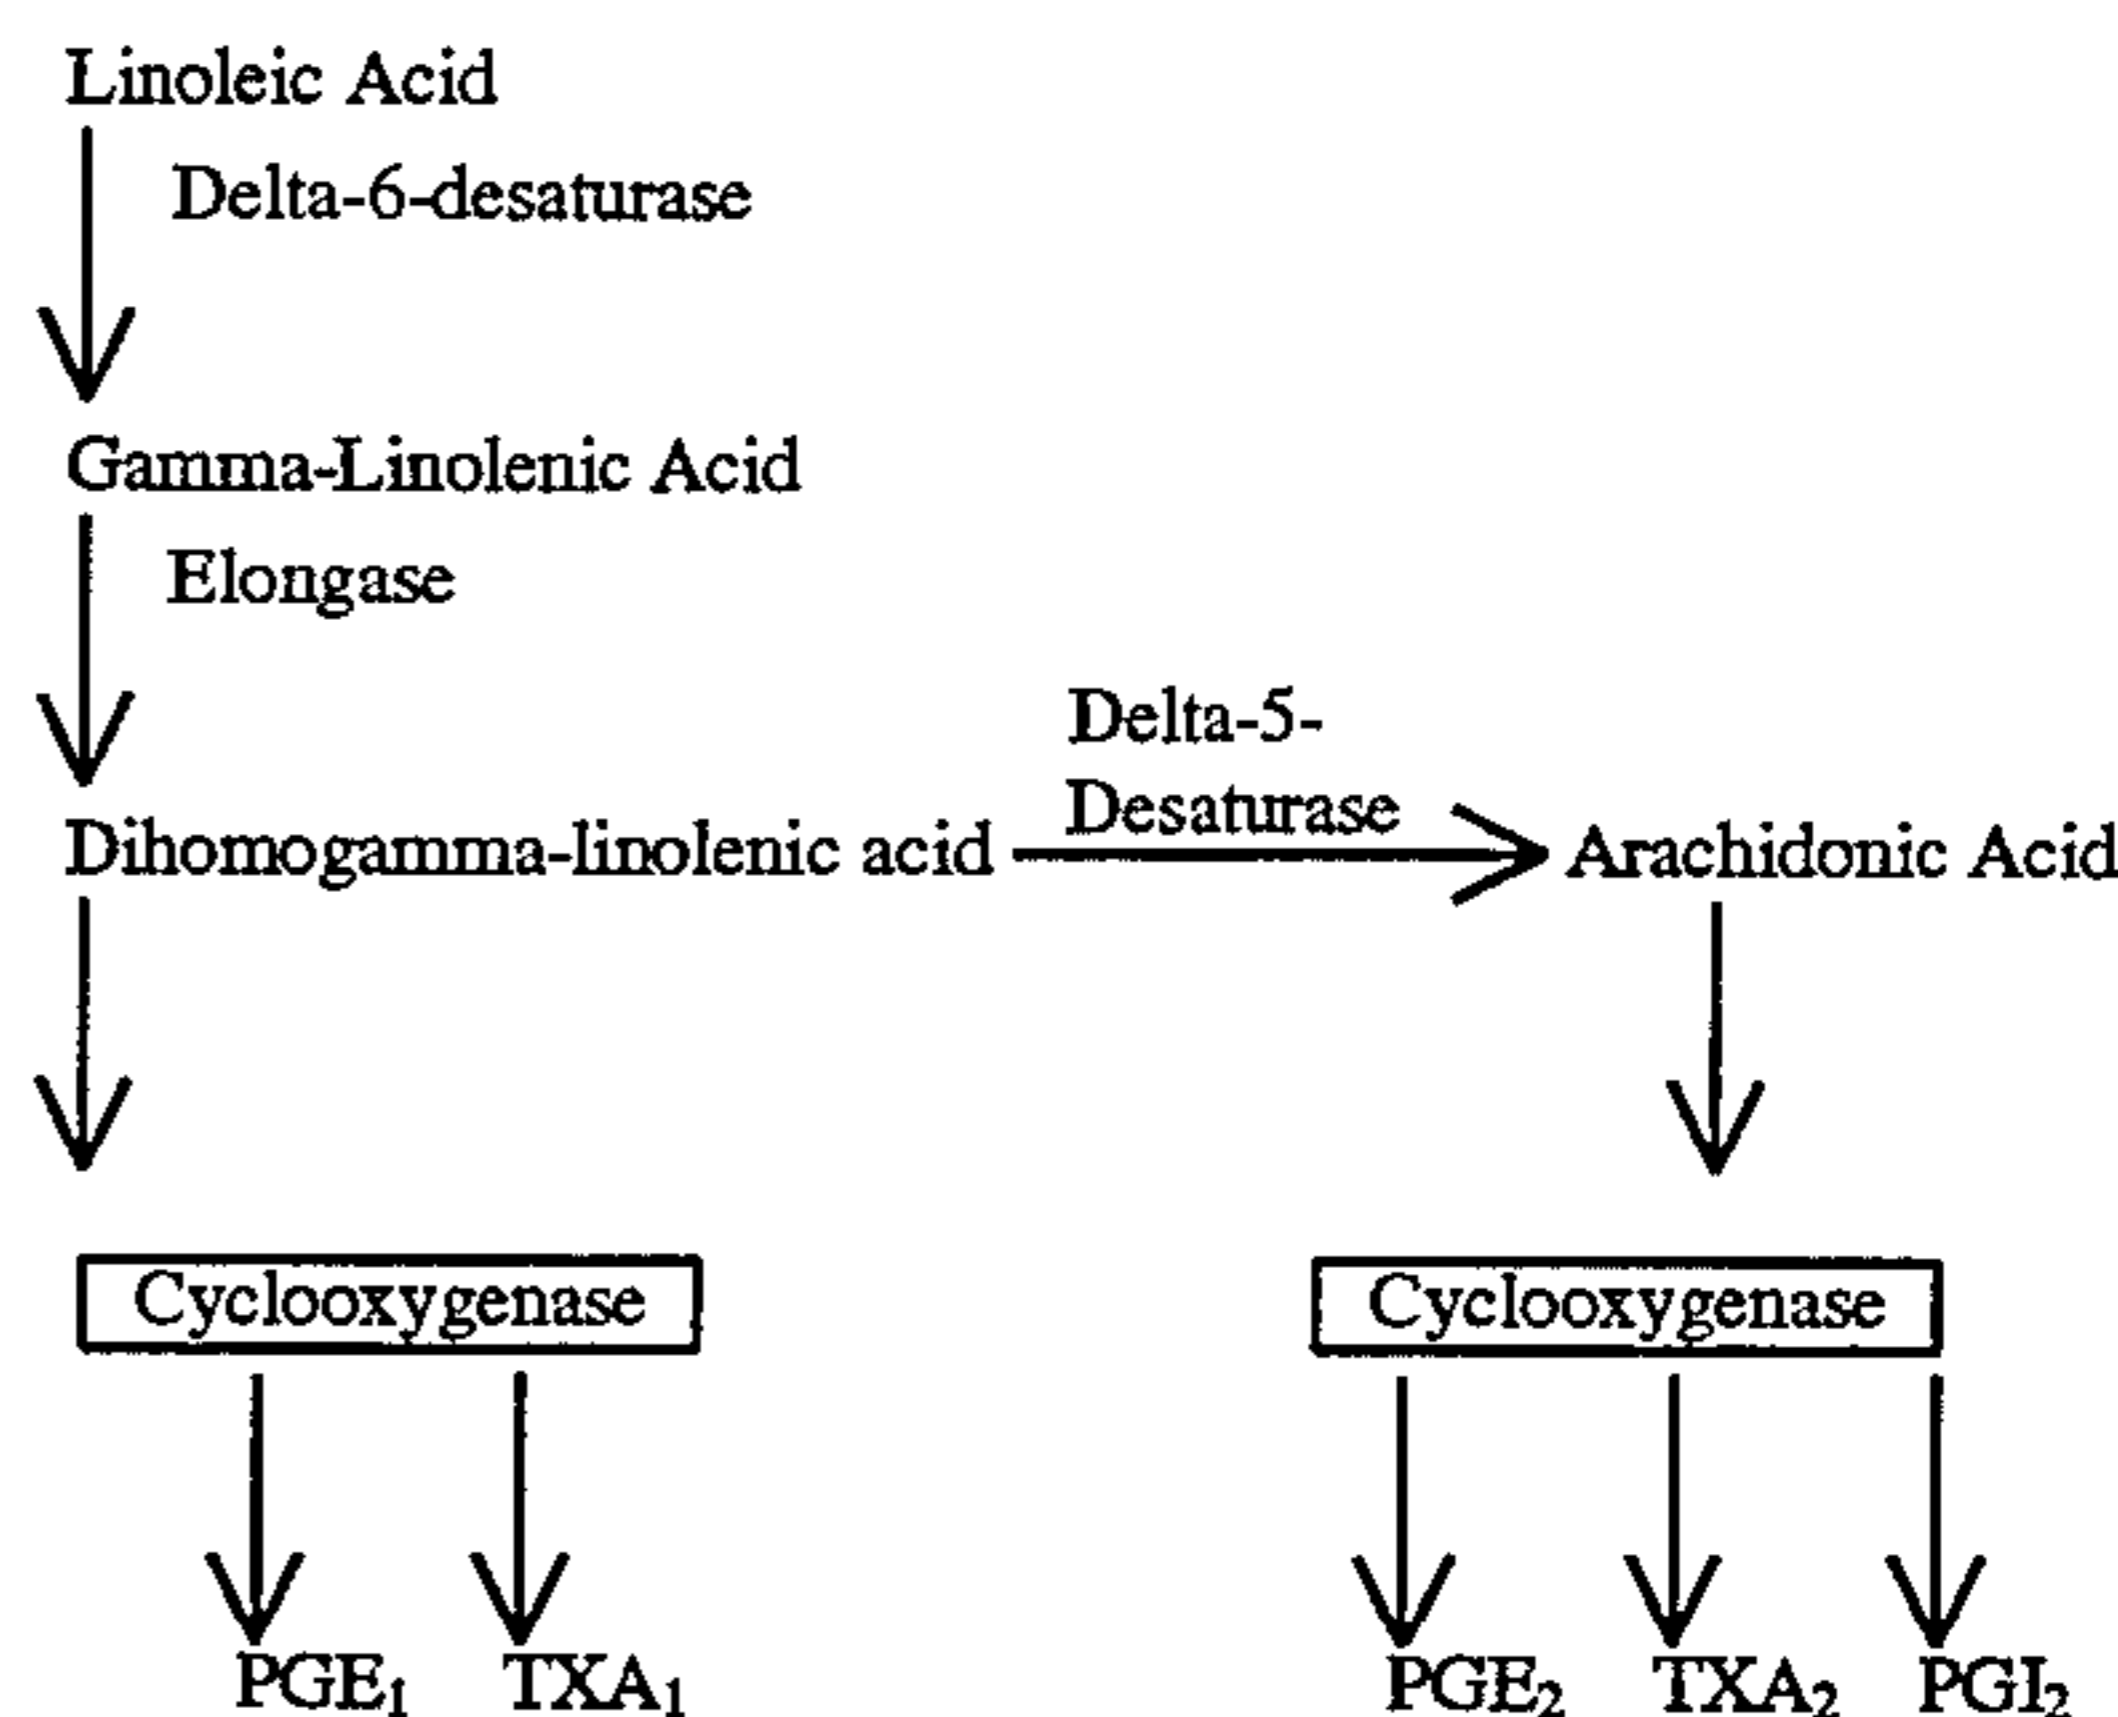 Linoleic Acid
Delta-6-desaturase
Gamma-Linolenic Acid
Elongase
Delta-5-
Desaturase
Dihomogamma-linolenic acid
Arachidonic Acid
Cyclooxygenase
Cyclooxygenase
PGE₁ TXA₁
PGE₂ TXA₂ PGI₂